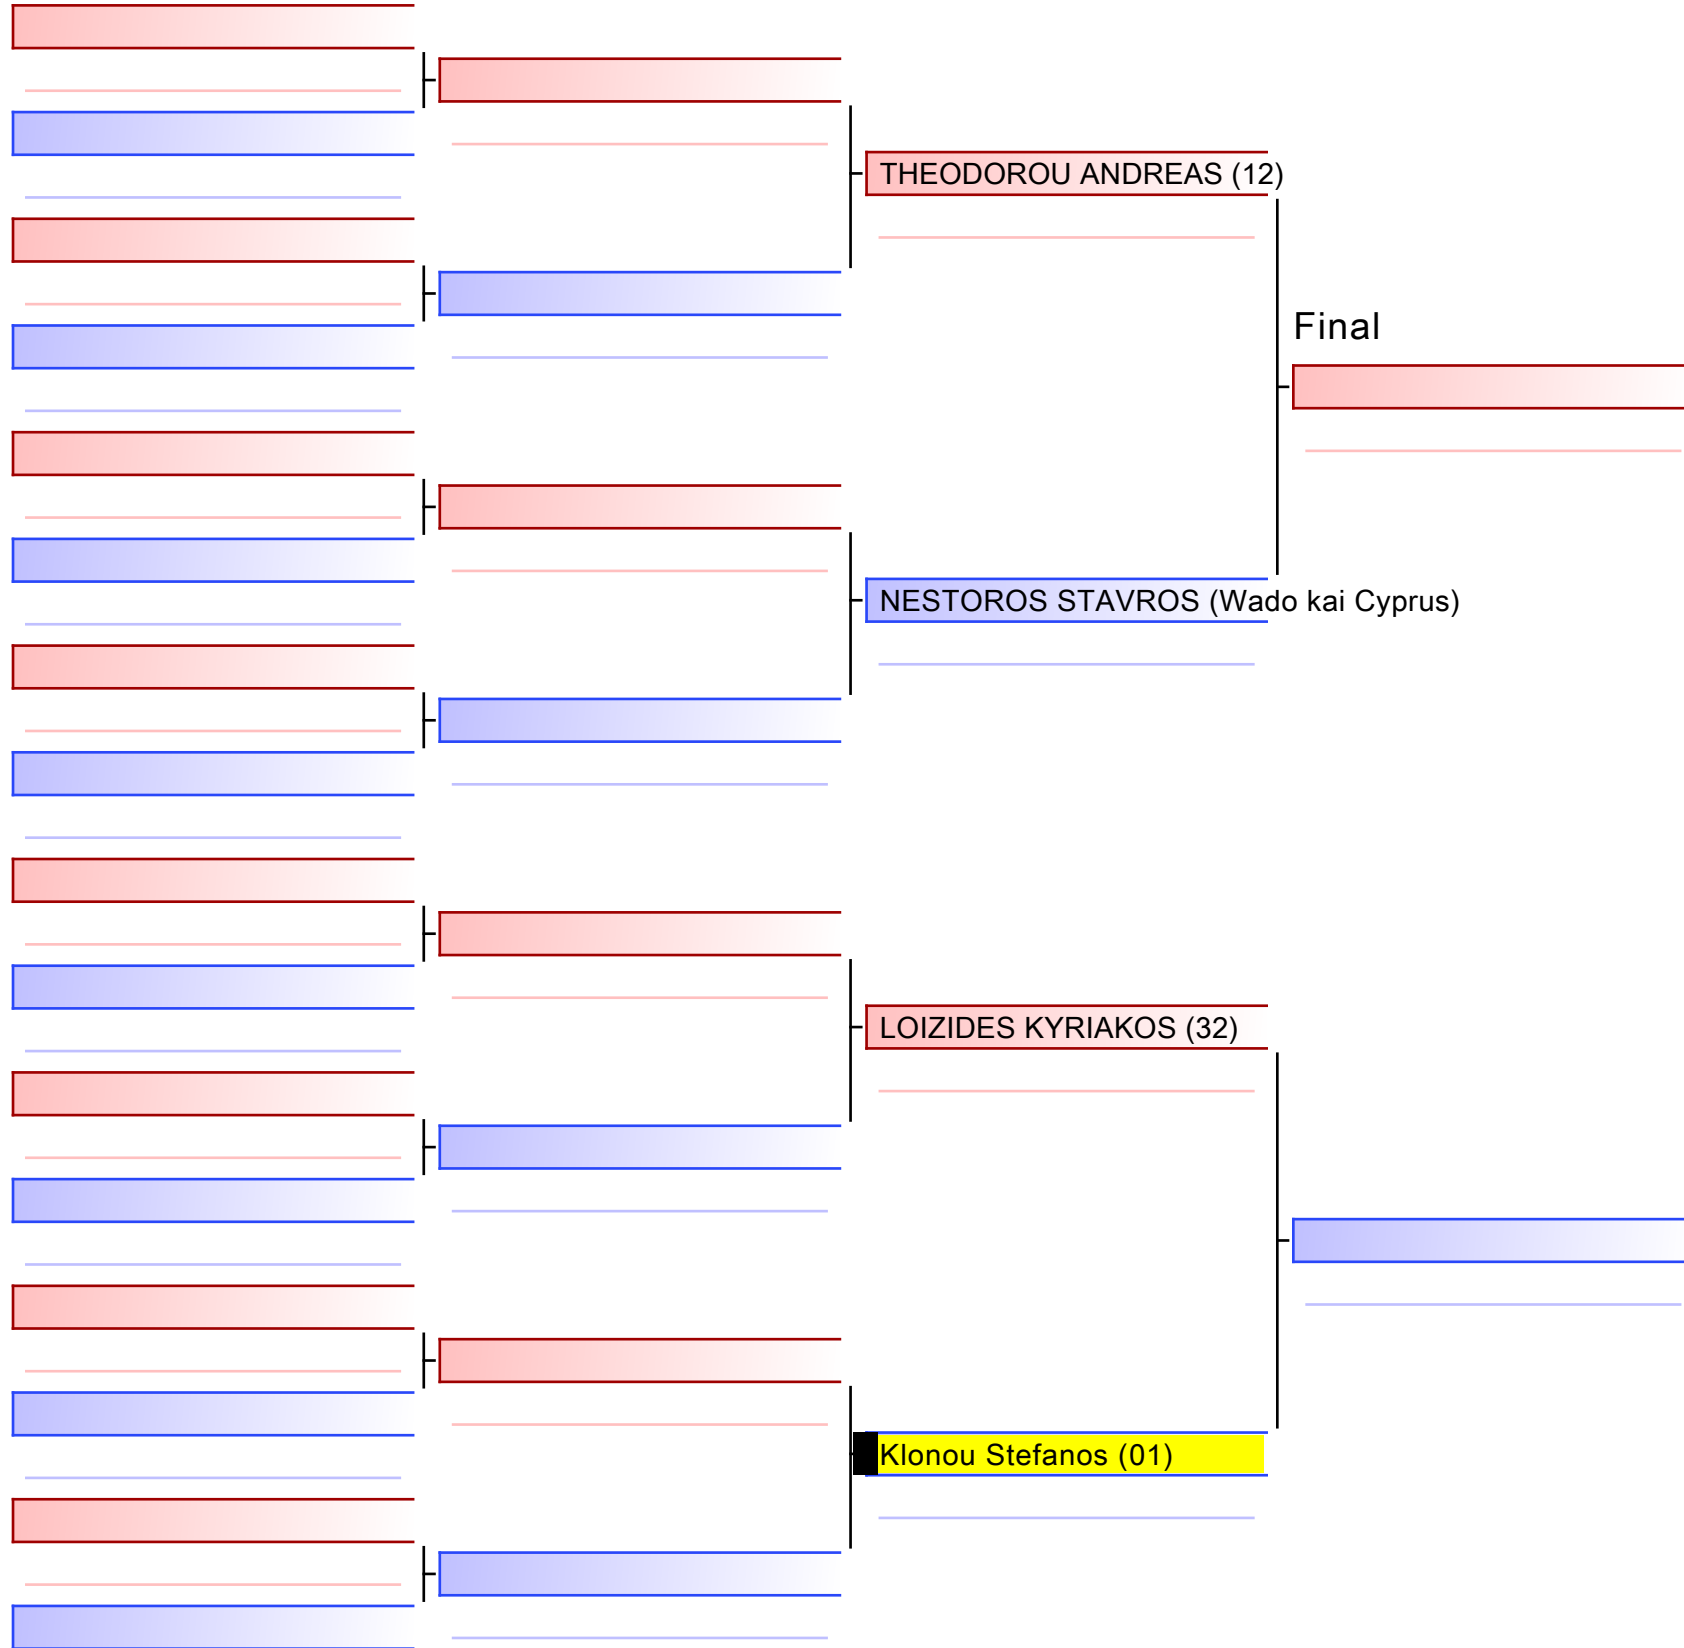 THEODOROU ANDREAS (12)
Final
NESTOROS STAVROS (Wado kai Cyprus)
LOIZIDES KYRIAKOS (32)
Klonou Stefanos (01)